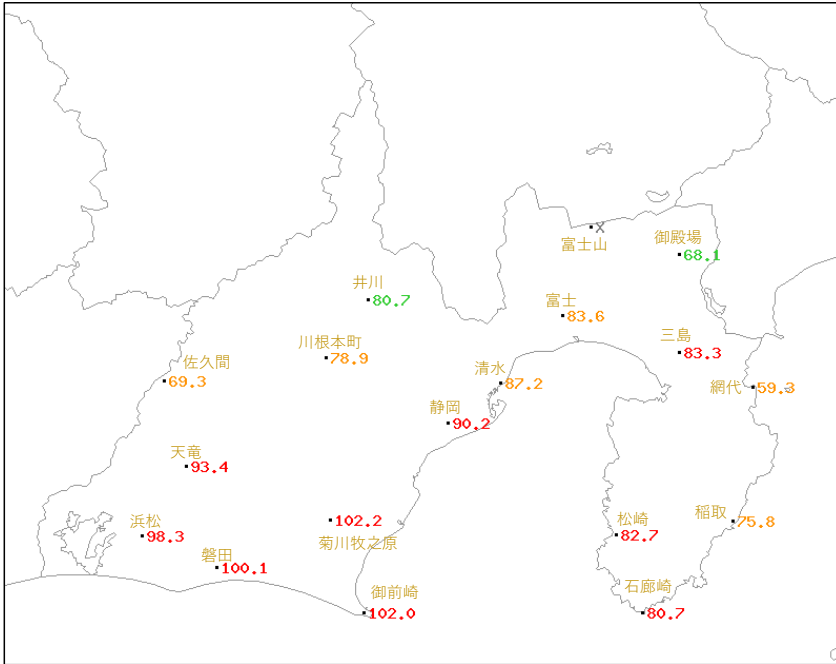 ×
富士山
御殿場
68.1
井川
80.7
富士
83.6
川根本町
78.9
三島
83.3
佐久間
69.3
清水
87.2
網代
59.3
静岡
90.2
天竜
93.4
浜松
98.3
102.2
菊川牧之原
松崎
82.7
稲取
75.8
磐田
100.1
御前崎
102.0
石廊崎
80.7